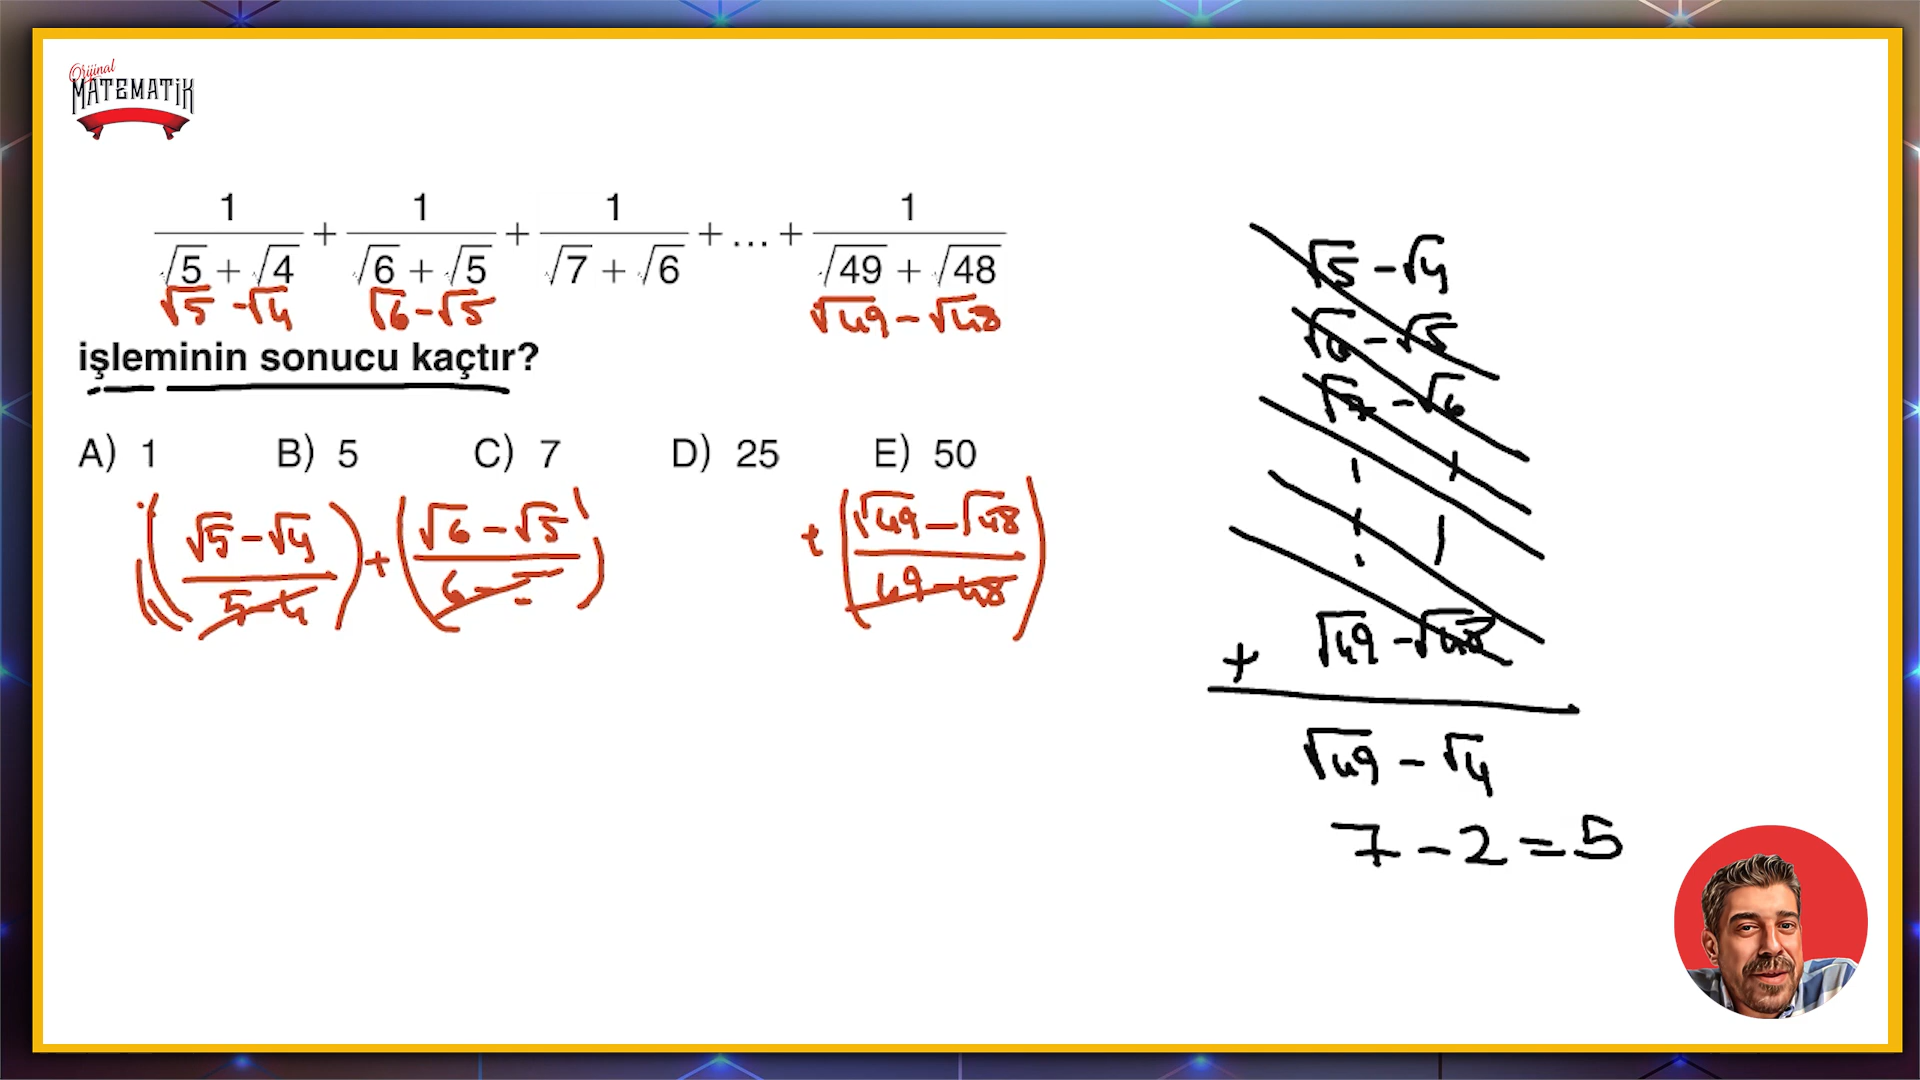 Orijinal
MATEMATİK
1/(√5 + √4) + 1/(√6 + √5) + 1/(√7 + √6) + ... + 1/(√49 + √48)
√5 - √4 √6 - √5 √49 - √48
işleminin sonucu kaçtır?
A) 1 B) 5 C) 7 D) 25 E) 50
((√5 - √4)/(5-4)) + ((√6 - √5)/(6-5)) + ((√49 - √48)/(49-48))
√5 - √4
√6 - √5
√7 - √6
+ √49 - √48
√49 - √4
7 - 2 = 5